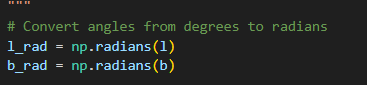 """
# Convert angles from degrees to radians
l_rad = np.radians(l)
b_rad = np.radians(b)